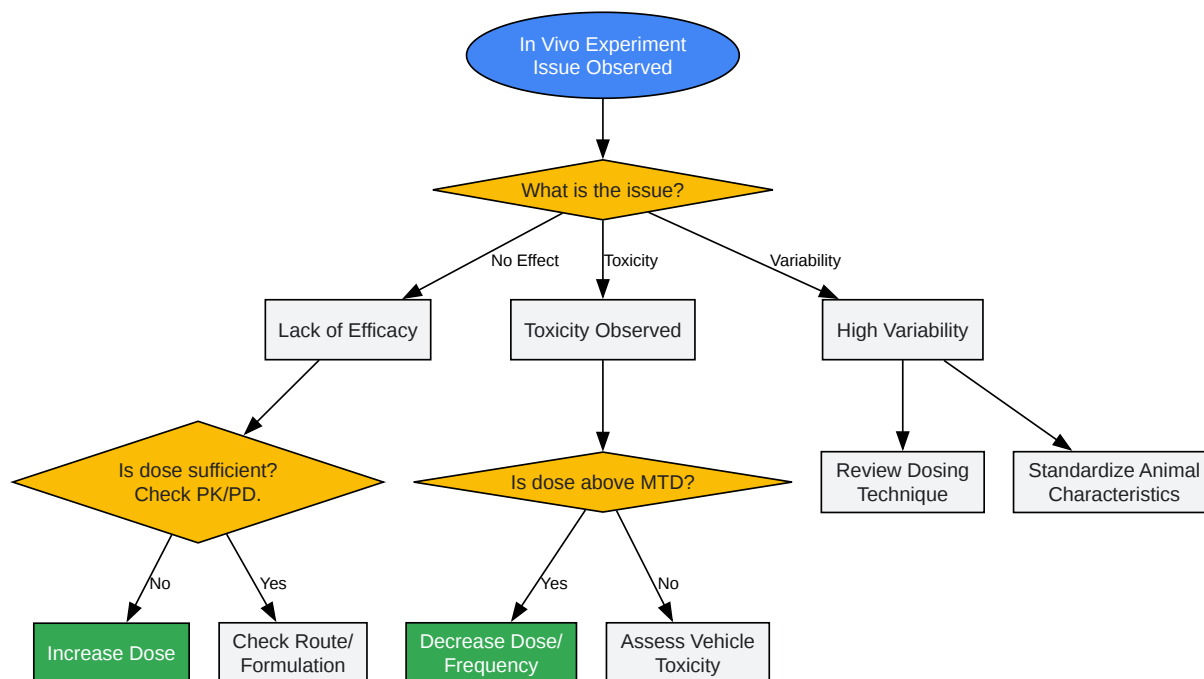 In Vivo Experiment
Issue Observed
What is the issue?
No Effect
Toxicity
Variability
Lack of Efficacy
Toxicity Observed
High Variability
Is dose sufficient?
Check PK/PD.
Is dose above MTD?
Review Dosing
Technique
Standardize Animal
Characteristics
No
Yes
Yes
No
Increase Dose
Check Route/
Formulation
Decrease Dose/
Frequency
Assess Vehicle
Toxicity